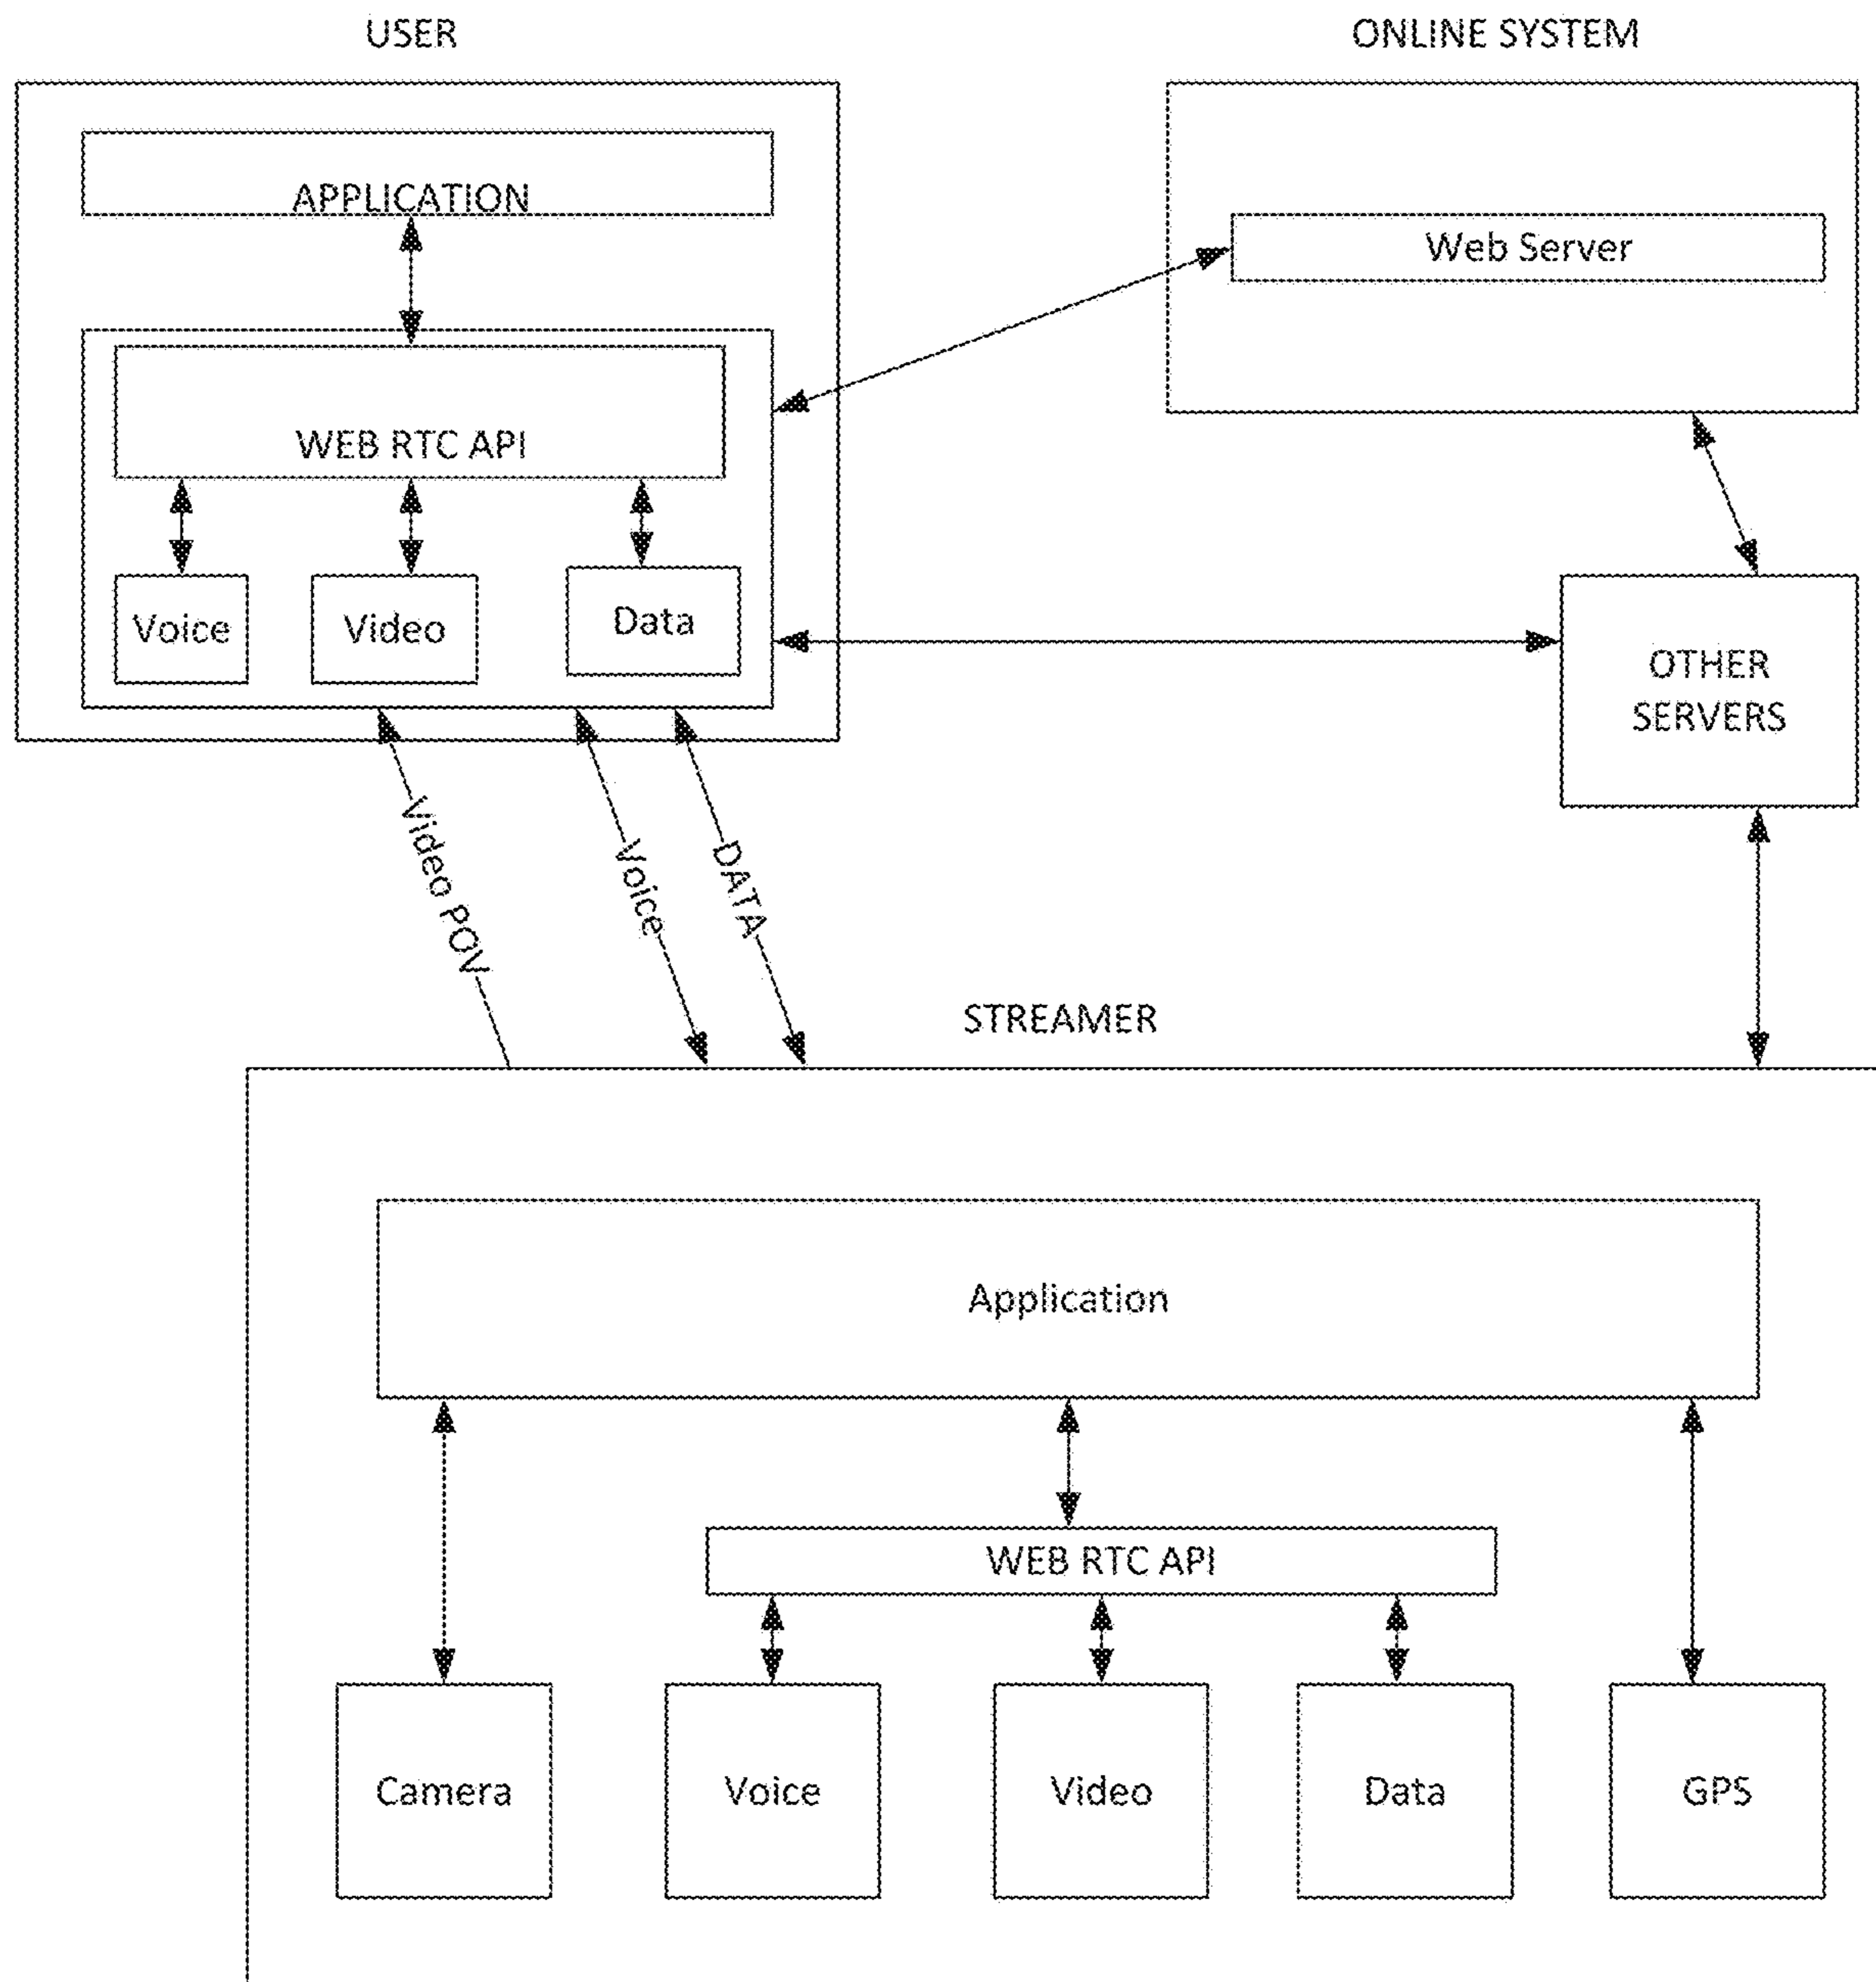 USER
ONLINE SYSTEM
APPLICATION
Web Server
WEB RTC API
Voice
Video
Data
OTHER
SERVERS
Video POV
Voice
DATA
STREAMER
Application
WEB RTC API
Camera
Voice
Video
Data
GPS